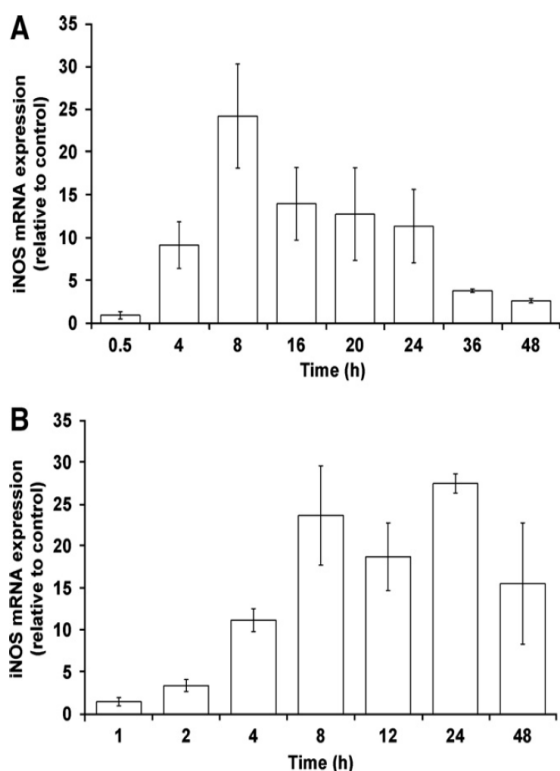 A
iNOS mRNA expression
(relative to control)
35
30
25
20
15
10
5
0
0.5 4 8 16 20 24 36 48
Time (h)
B
iNOS mRNA expression
(relative to control)
35
30
25
20
15
10
5
0
1 2 4 8 12 24 48
Time (h)